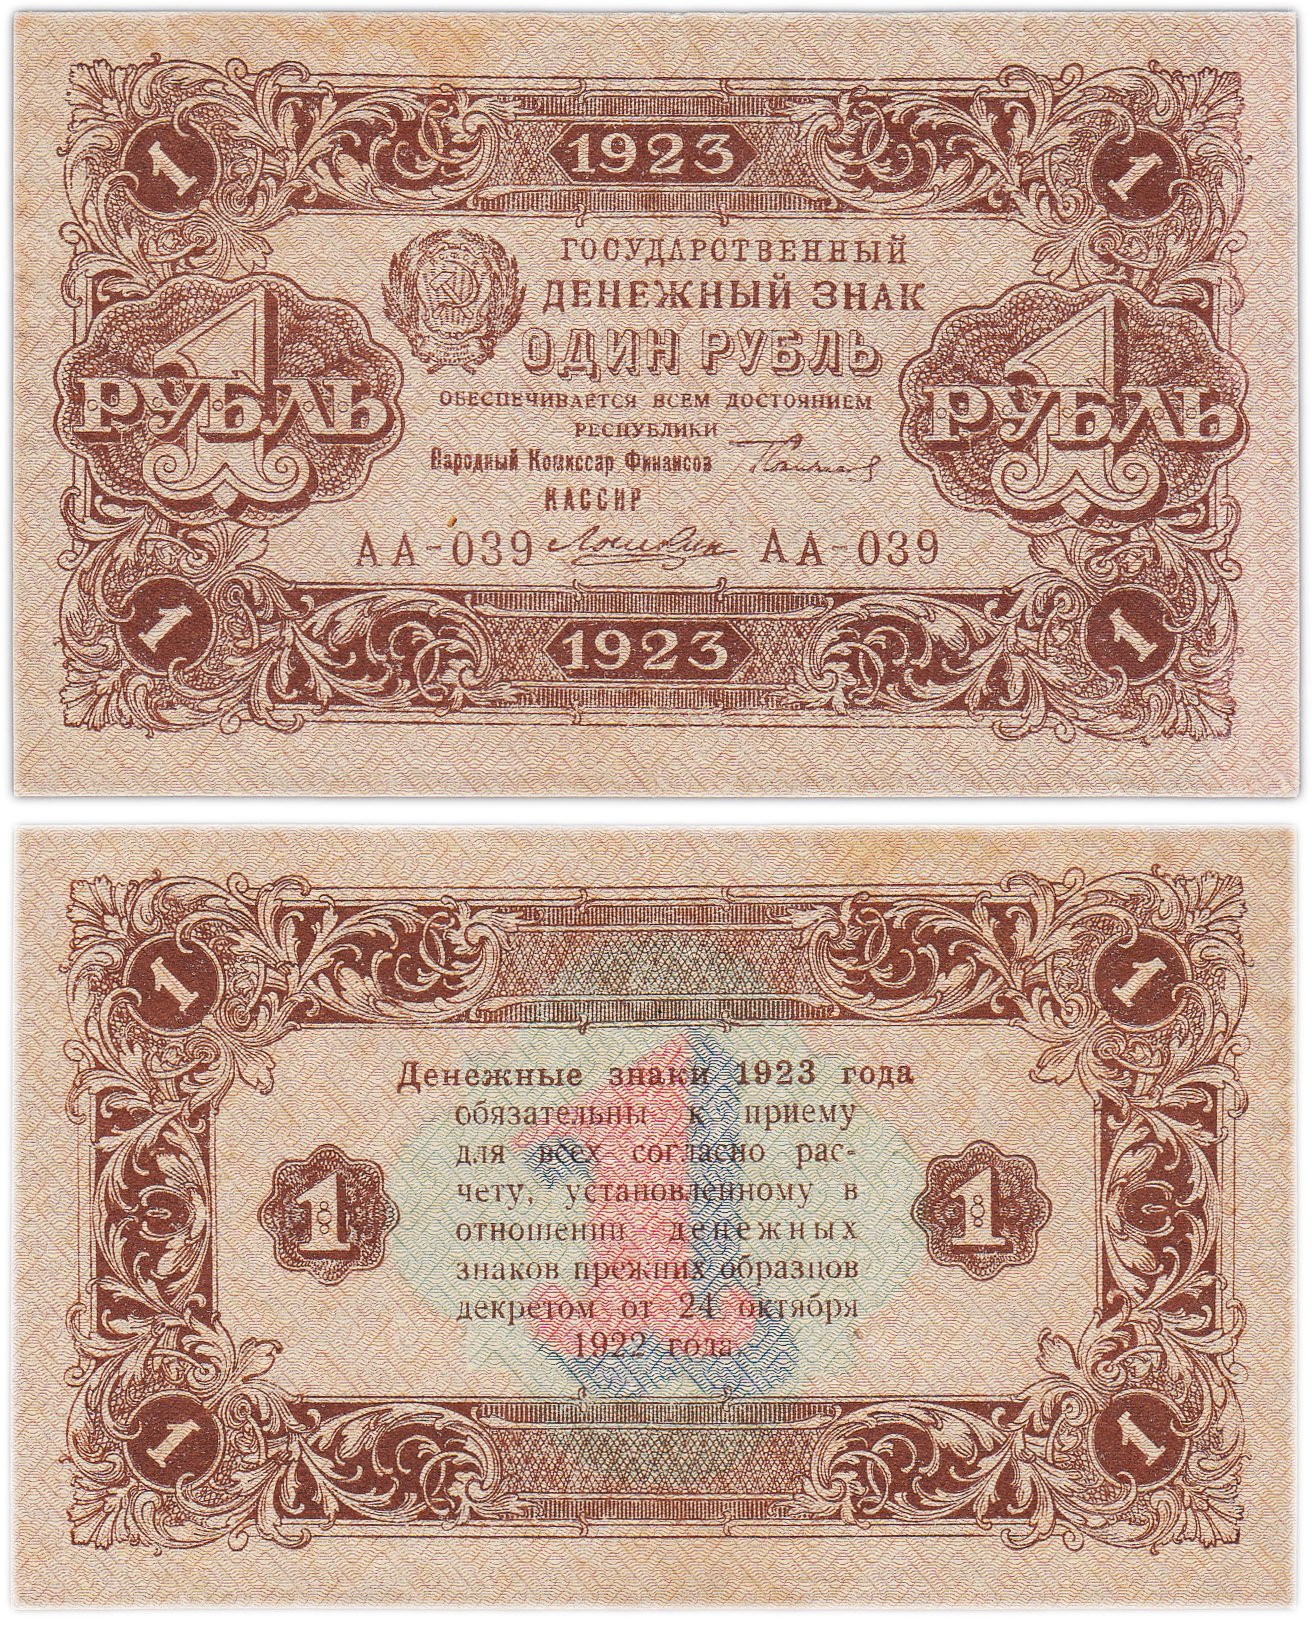 1 1923 1
ГОСУДАРСТВЕННЫЙ
ДЕНЕЖНЫЙ ЗНАК
ОДИН РУБЛЬ
1 РУБЛЬ
1 РУБЛЬ
ОБЕСПЕЧИВАЕТСЯ ВСЕМ ДОСТОЯНИЕМ
РЕСПУБЛИКИ
Народный Комиссар Финансов
КАССИР
АА-039 АА-039
1 1923 1
1 1
Денежные знаки 1923 года
обязательны к приему
для всех согласно рас-
чету, установленному в
отношении денежных
знаков прежних образцов
декретом от 24 октября
1922 года
1 1 1
1 1